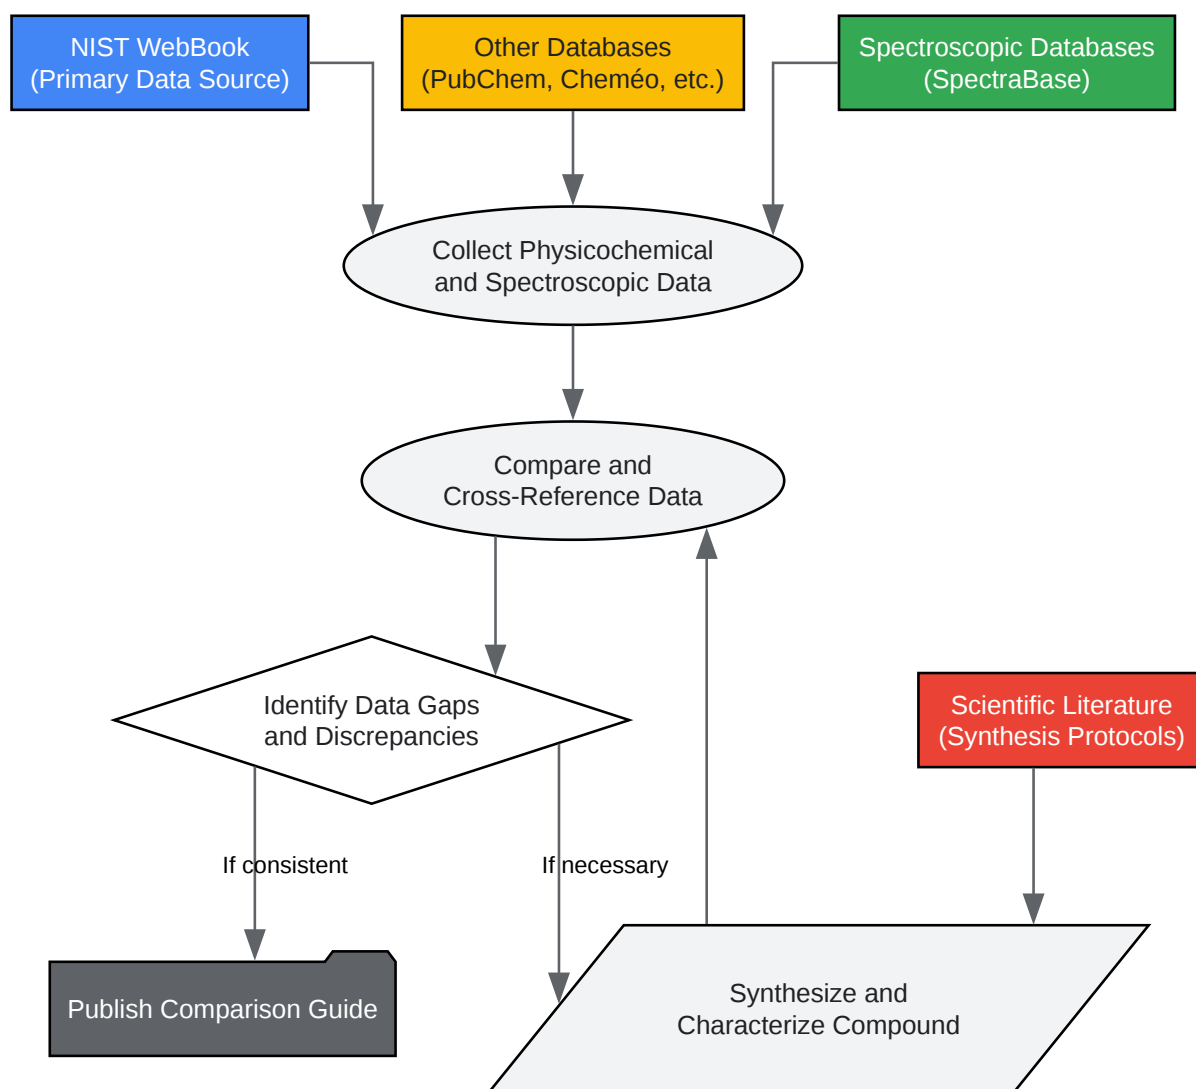 NIST WebBook
(Primary Data Source)
Other Databases
(PubChem, Cheméo, etc.)
Spectroscopic Databases
(SpectraBase)
Collect Physicochemical
and Spectroscopic Data
Compare and
Cross-Reference Data
Identify Data Gaps
and Discrepancies
Scientific Literature
(Synthesis Protocols)
If consistent
If necessary
Publish Comparison Guide
Synthesize and
Characterize Compound